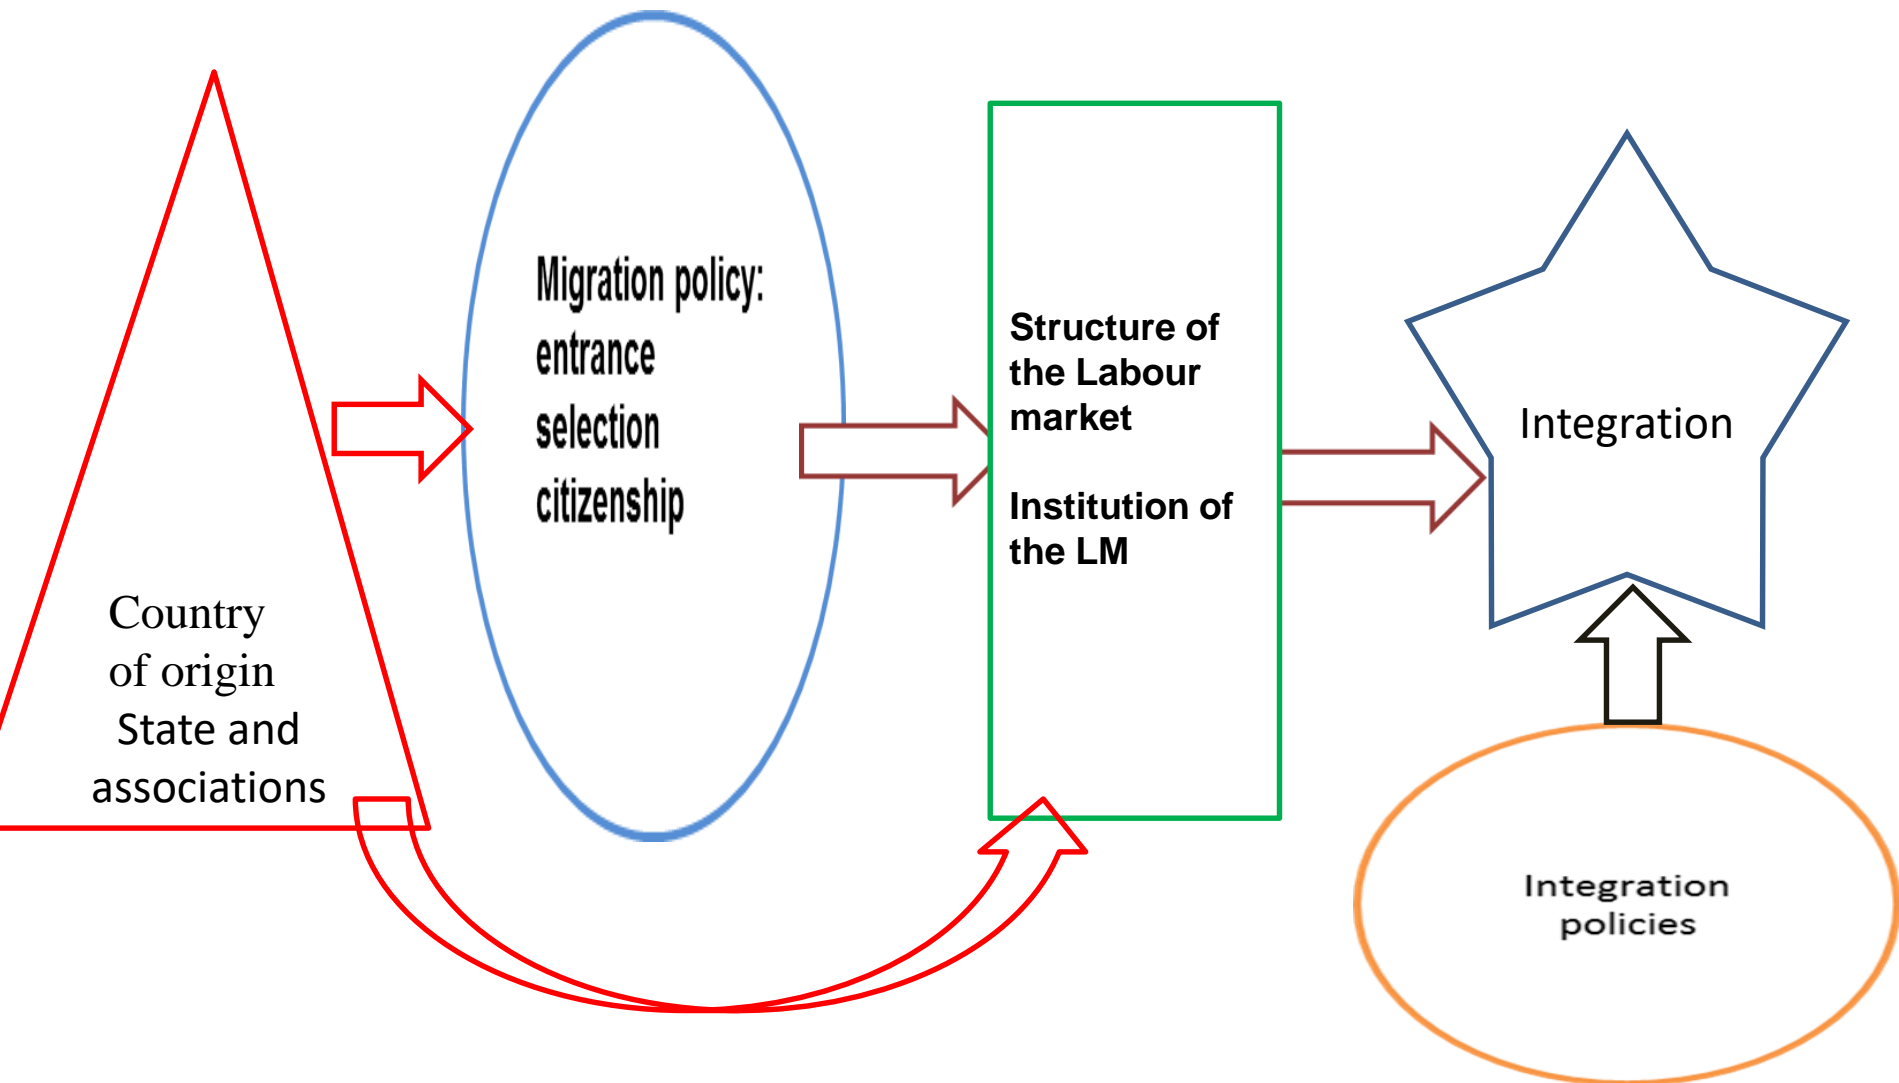 Country
of origin
State and
associations
Migration policy:
entrance
selection
citizenship
Structure of
the Labour
market
Institution of
the LM
Integration
Integration
policies